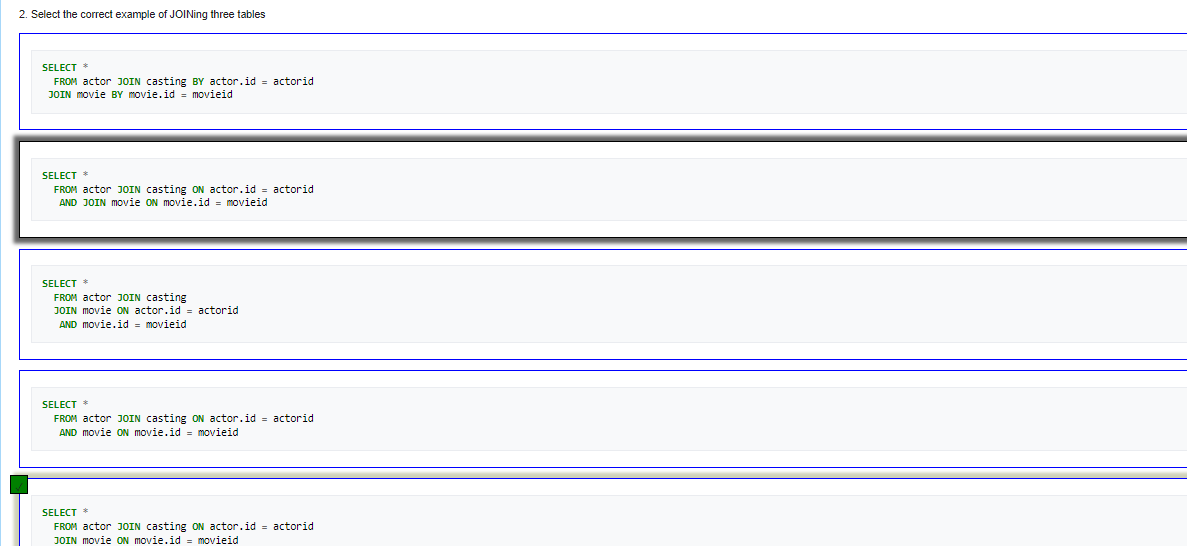 2. Select the correct example of JOINing three tables
SELECT *
FROM actor JOIN casting BY actor.id = actorid
JOIN movie BY movie.id = movieid
SELECT *
FROM actor JOIN casting ON actor.id = actorid
AND JOIN movie ON movie.id = movieid
SELECT *
FROM actor JOIN casting
JOIN movie ON actor.id = actorid
AND movie.id = movieid
SELECT *
FROM actor JOIN casting ON actor.id = actorid
AND movie ON movie.id = movieid
SELECT *
FROM actor JOIN casting ON actor.id = actorid
JOIN movie ON movie.id = movieid